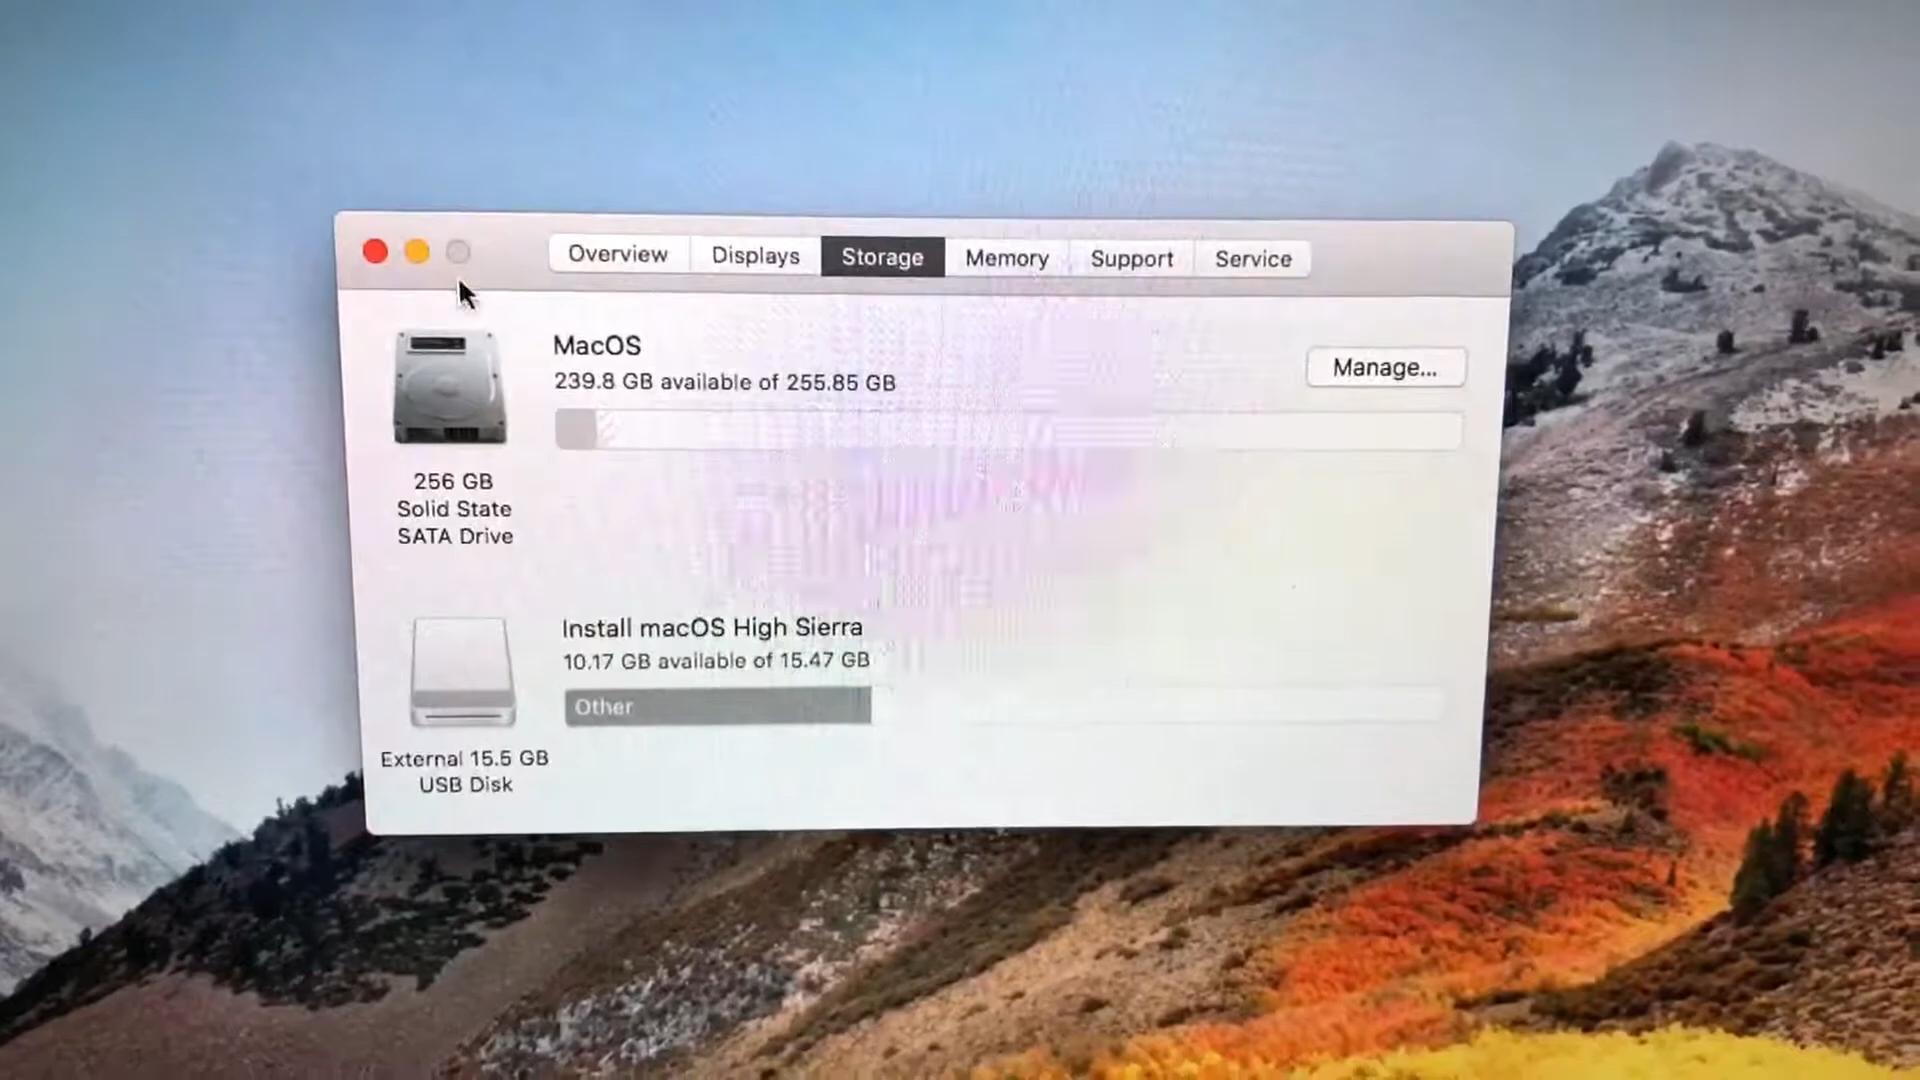 Overview Displays Storage Memory Support Service
MacOS
239.8 GB available of 255.85 GB
Manage...
256 GB
Solid State
SATA Drive
Install macOS High Sierra
10.17 GB available of 15.47 GB
Other
External 15.5 GB
USB Disk